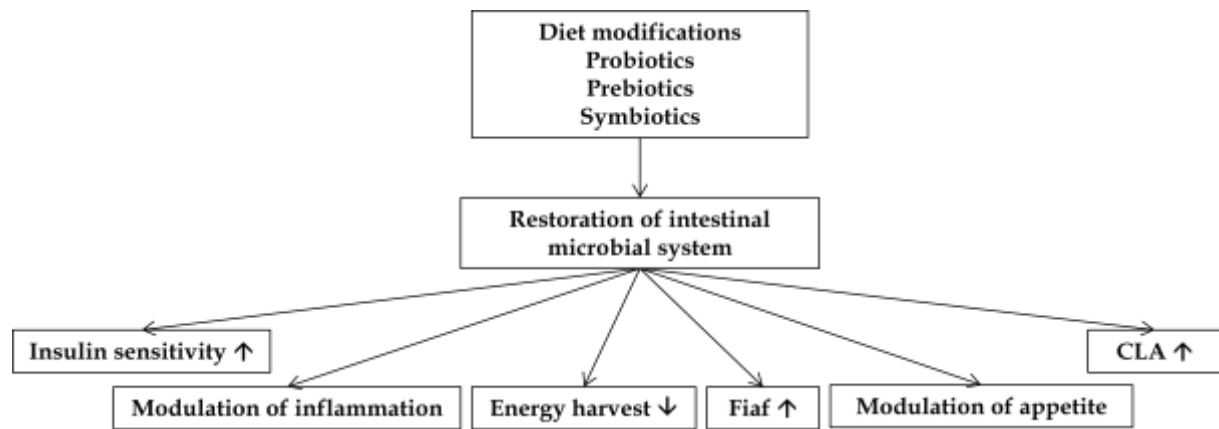 Diet modifications
Probiotics
Prebiotics
Symbiotics
Restoration of intestinal
microbial system
Insulin sensitivity ↑
CLA ↑
Modulation of inflammation
Energy harvest ↓
Fiaf ↑
Modulation of appetite